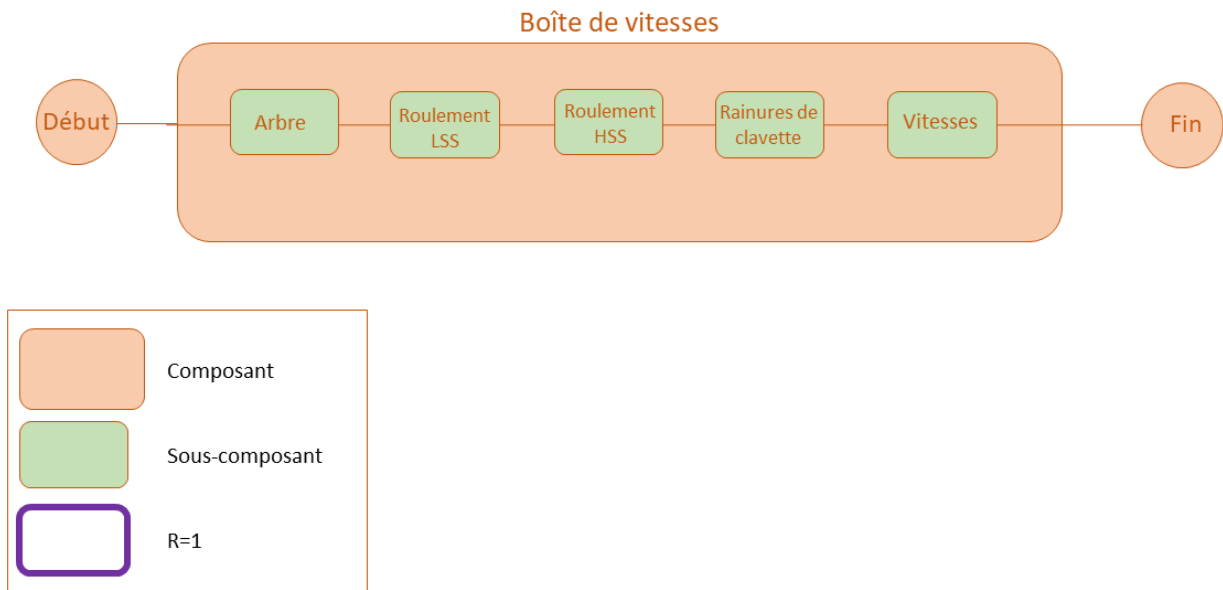 Boîte de vitesses
Début
Arbre
Roulement
LSS
Roulement
HSS
Rainures de
clavette
Vitesses
Fin
Composant
Sous-composant
R=1